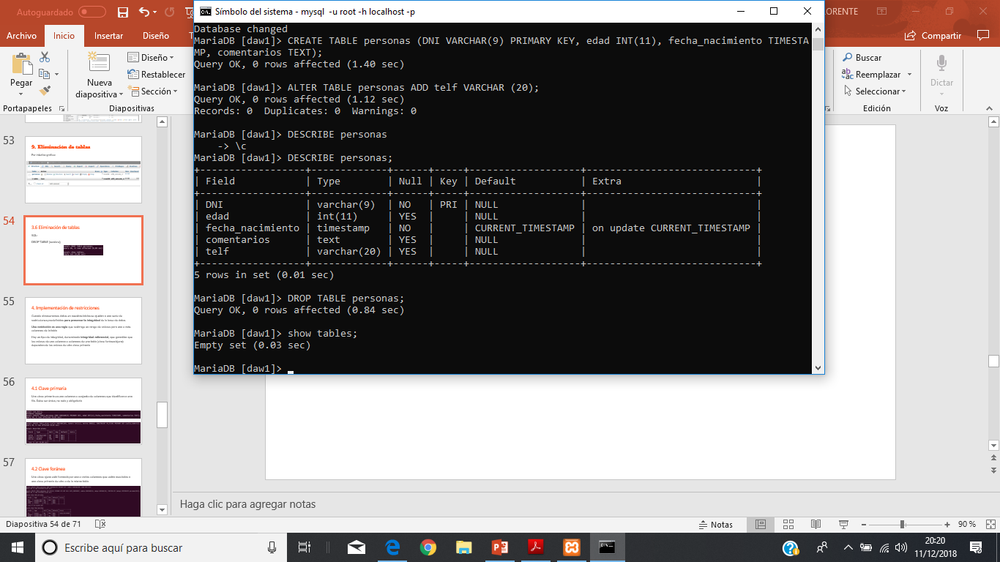 Autoguardado
Símbolo del sistema - mysql -u root -h localhost -p
LORENTE
Archivo
Inicio
Insertar
Diseño
Compartir
Pegar
Portapapeles
Nueva
diapositiva
Diseño
Restablecer
Sección
Diapositivas
Buscar
Reemplazar
Seleccionar
Edición
Dictar
Voz
Database changed
MariaDB [daw1]> CREATE TABLE personas (DNI VARCHAR(9) PRIMARY KEY, edad INT(11), fecha_nacimiento TIMESTA
MP, comentarios TEXT);
Query OK, 0 rows affected (1.40 sec)
MariaDB [daw1]> ALTER TABLE personas ADD telf VARCHAR (20);
Query OK, 0 rows affected (1.12 sec)
Records: 0  Duplicates: 0  Warnings: 0
MariaDB [daw1]> DESCRIBE personas
    -> \c
MariaDB [daw1]> DESCRIBE personas;
+------------------+-------------+------+-----+-------------------+-----------------------------+
| Field            | Type        | Null | Key | Default           | Extra                       |
+------------------+-------------+------+-----+-------------------+-----------------------------+
| DNI              | varchar(9)  | NO   | PRI | NULL              |                             |
| edad             | int(11)     | YES  |     | NULL              |                             |
| fecha_nacimiento | timestamp   | NO   |     | CURRENT_TIMESTAMP | on update CURRENT_TIMESTAMP |
| comentarios      | text        | YES  |     | NULL              |                             |
| telf             | varchar(20) | YES  |     | NULL              |                             |
+------------------+-------------+------+-----+-------------------+-----------------------------+
5 rows in set (0.01 sec)
MariaDB [daw1]> DROP TABLE personas;
Query OK, 0 rows affected (0.84 sec)
MariaDB [daw1]> show tables;
Empty set (0.03 sec)
MariaDB [daw1]>
53
9. Eliminación de tablas
54
3.6 Eliminación de tablas
SQL:
DROP TABLE
55
4. Implementación de restricciones
56
4.1 Clave primaria
57
4.2 Clave foránea
Haga clic para agregar notas
Diapositiva 54 de 71
Notas
90 %
Escribe aquí para buscar
20:20
11/12/2018